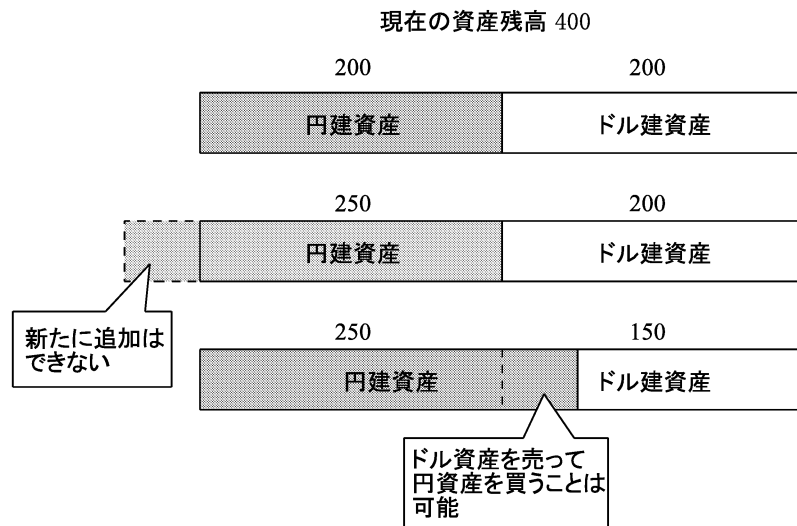 現在の資産残高 400
200 200
円建資産 ドル建資産
250 200
円建資産 ドル建資産
新たに追加は
できない
250 150
円建資産 ドル建資産
ドル資産を売って
円資産を買うことは
可能